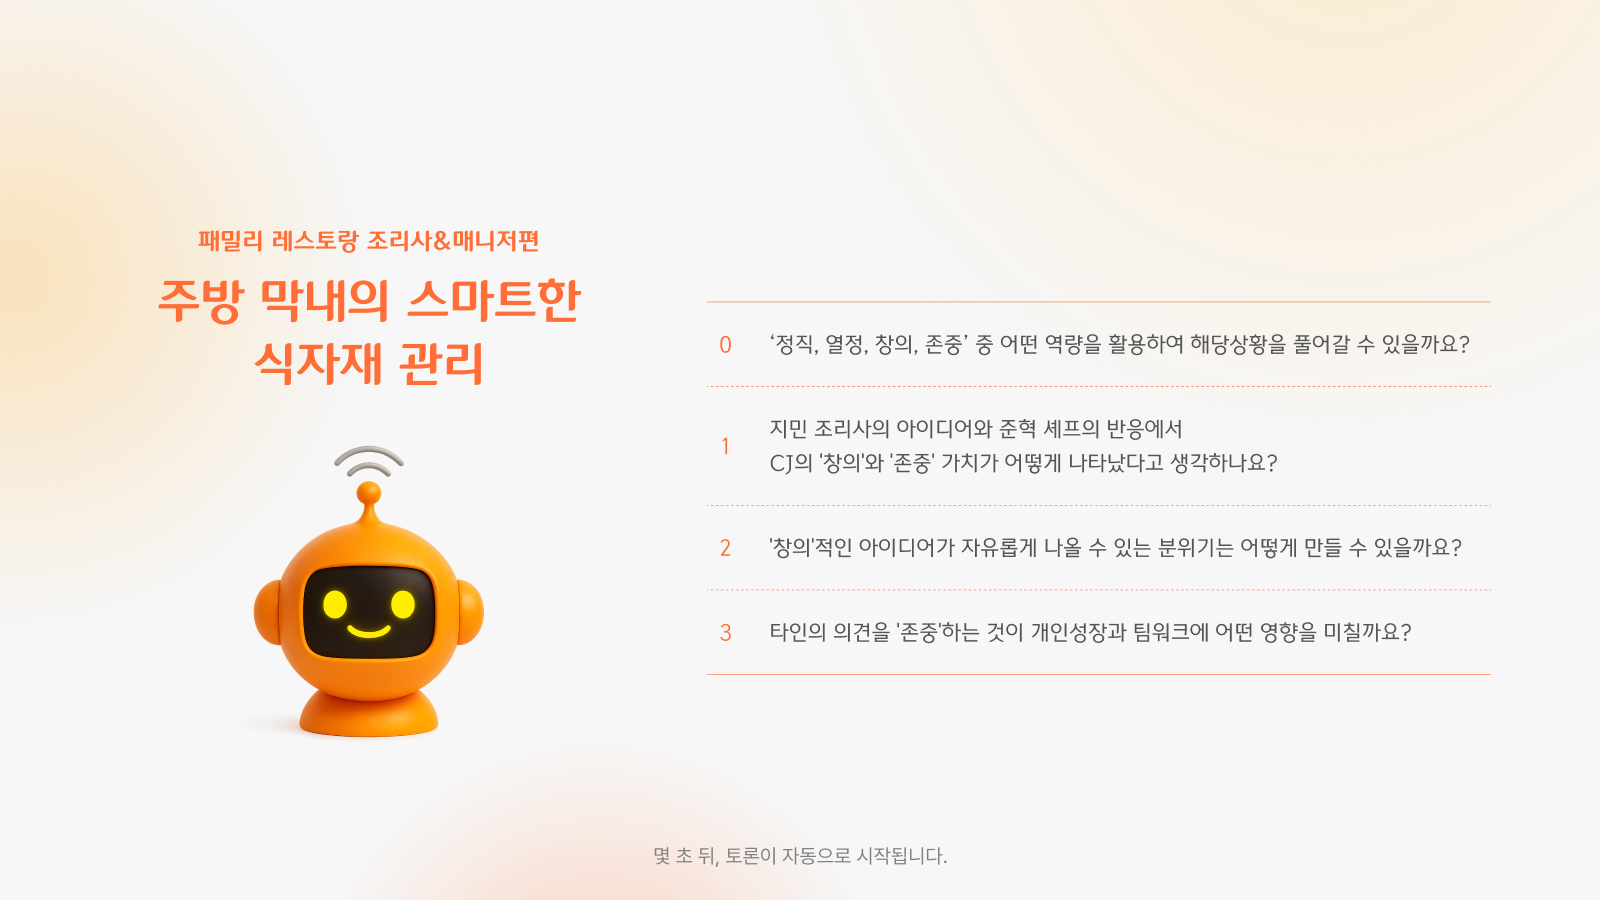 패밀리 레스토랑 조리사&매니저편
주방 막내의 스마트한
식자재 관리
0 ‘정직, 열정, 창의, 존중’ 중 어떤 역량을 활용하여 해당상황을 풀어갈 수 있을까요?
1 지민 조리사의 아이디어와 준혁 셰프의 반응에서
CJ의 '창의'와 '존중' 가치가 어떻게 나타났다고 생각하나요?
2 '창의'적인 아이디어가 자유롭게 나올 수 있는 분위기는 어떻게 만들 수 있을까요?
3 타인의 의견을 '존중'하는 것이 개인성장과 팀워크에 어떤 영향을 미칠까요?
몇 초 뒤, 토론이 자동으로 시작됩니다.